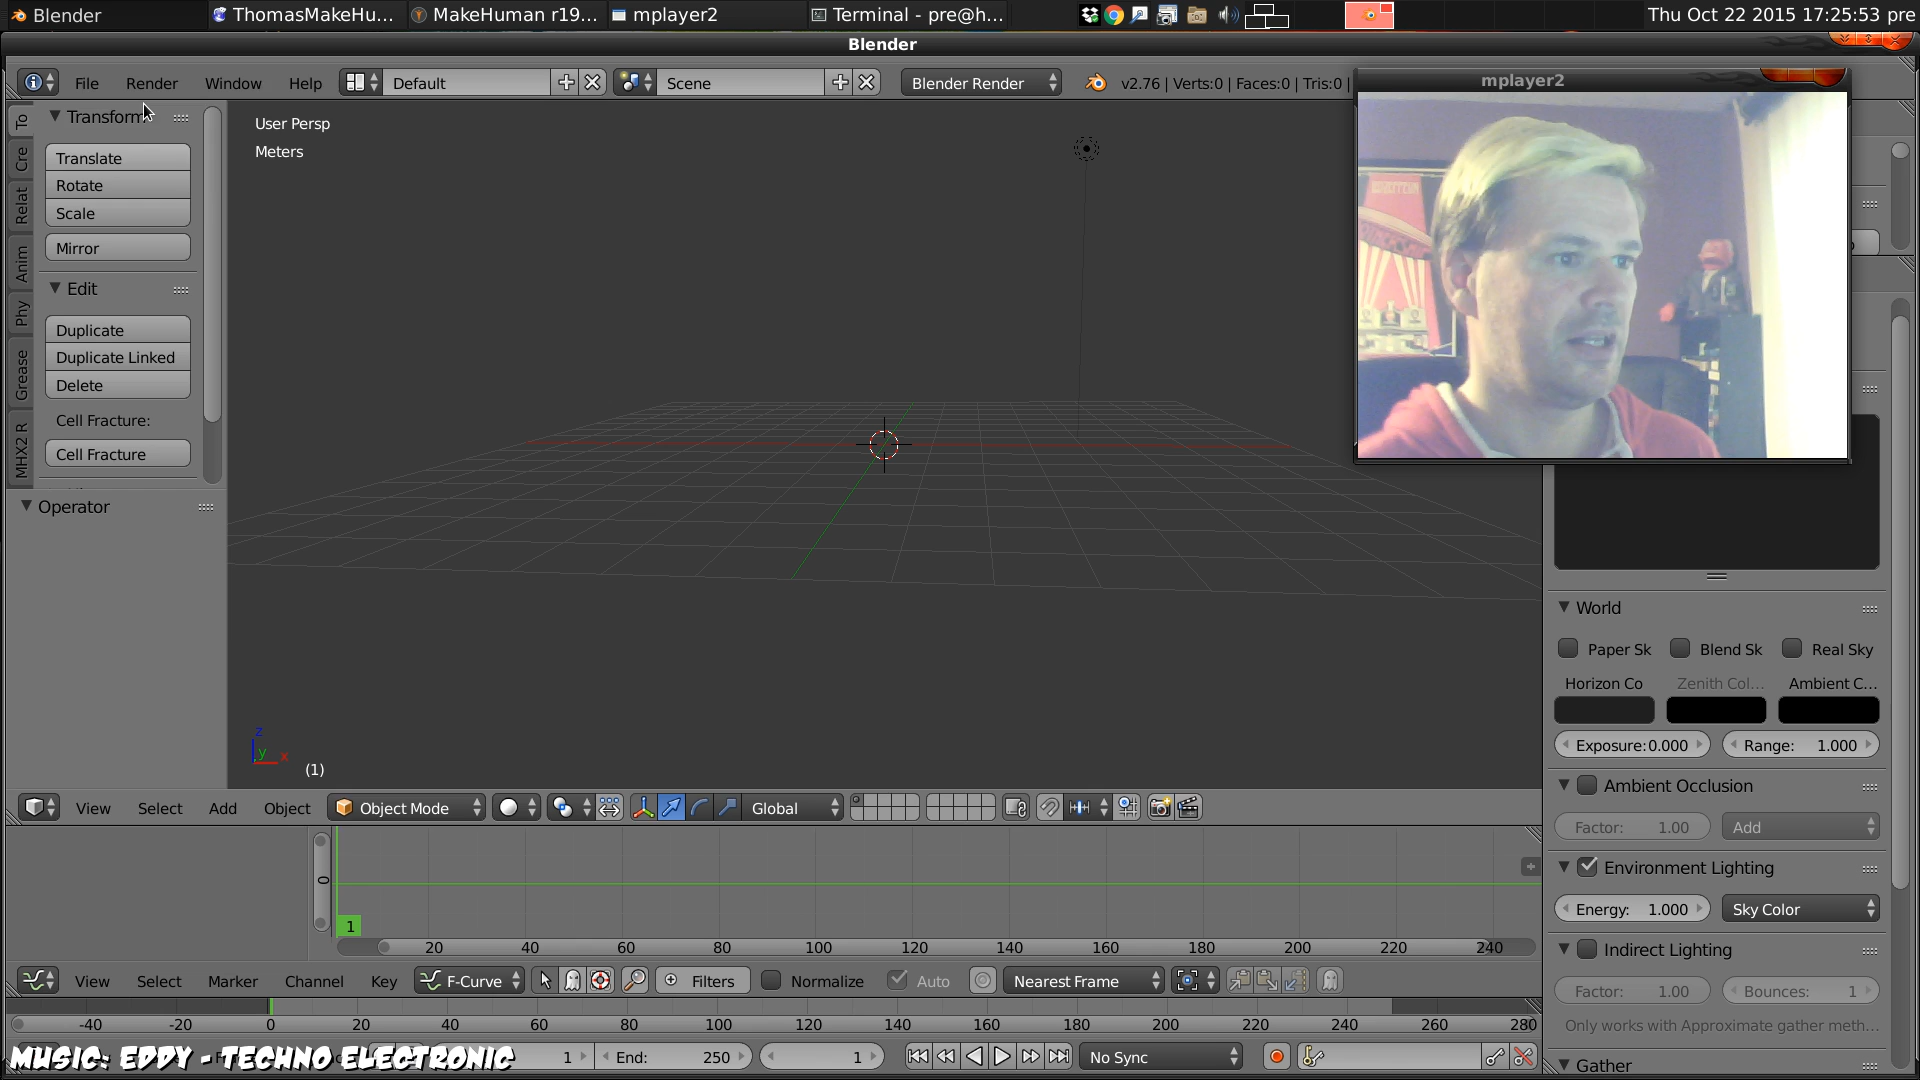 Blender
ThomasMakeHu...
MakeHuman r19...
mplayer2
Terminal - pre@h...
Thu Oct 22 2015 17:25:53 pre
Blender
File
Render
Window
Help
Default
Scene
Blender Render
v2.76 | Verts:0 | Faces:0 | Tris:0 |
mplayer2
To
Cre
Relat
Anim
Phy
Grease
MHX2 R
Transform
Translate
Rotate
Scale
Mirror
Edit
Duplicate
Duplicate Linked
Delete
Cell Fracture:
Cell Fracture
Operator
User Persp
Meters
z
y
x
(1)
World
Paper Sk
Blend Sk
Real Sky
Horizon Co
Zenith Col...
Ambient C...
Exposure:0.000
Range: 1.000
Ambient Occlusion
Factor: 1.00
Add
Environment Lighting
Energy: 1.000
Sky Color
Indirect Lighting
Factor: 1.00
Bounces: 1
Only works with Approximate gather meth...
Gather
View
Select
Add
Object
Object Mode
Global
0
1
20 40 60 80 100 120 140 160 180 200 220 240
View
Select
Marker
Channel
Key
F-Curve
Filters
Normalize
Auto
Nearest Frame
-40 -20 0 20 40 60 80 100 120 140 160 180 200 220 240 260 280
MUSIC: EDDY - TECHNO ELECTRONIC
1
End: 250
1
No Sync